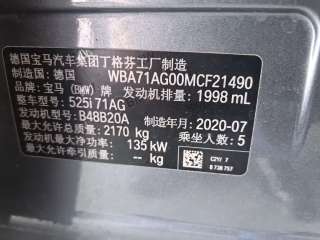 德国宝马汽车集团丁格芬工厂制造
制造国：德国 WBA71AG00MCF21490
品牌：宝马 (BMW) 牌 发动机排量：1998 mL
整车型号：525i 71AG
发动机型号：B48B20A 制造年月：2020-07
最大允许总质量：2170 kg 乘坐人数：5
发动机最大净功率：135 kW
最大允许牵引质量：-- kg
C2Y/ 7
8 738 757